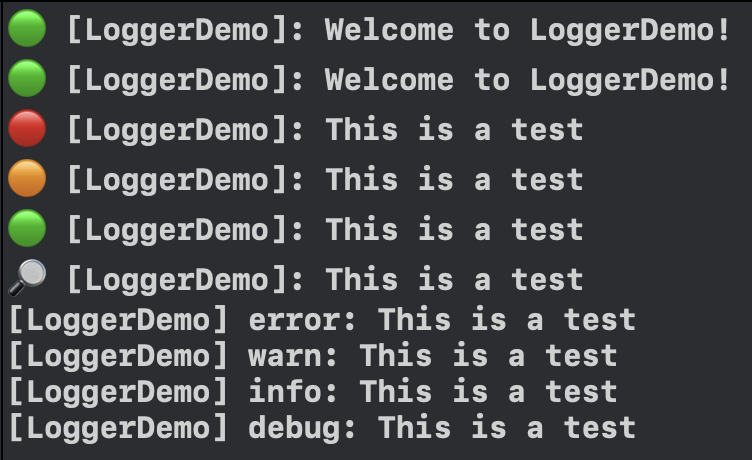 🟢 [LoggerDemo]: Welcome to LoggerDemo!
🟢 [LoggerDemo]: Welcome to LoggerDemo!
🔴 [LoggerDemo]: This is a test
🟠 [LoggerDemo]: This is a test
🟢 [LoggerDemo]: This is a test
🔎 [LoggerDemo]: This is a test
[LoggerDemo] error: This is a test
[LoggerDemo] warn: This is a test
[LoggerDemo] info: This is a test
[LoggerDemo] debug: This is a test